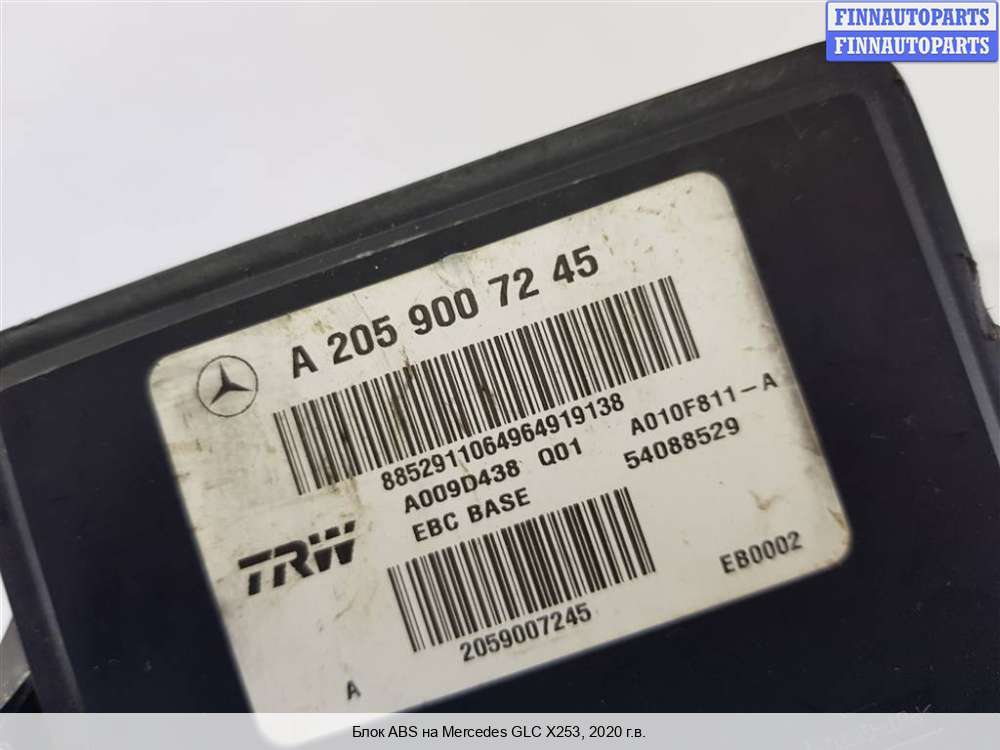 FINNAUTOPARTS
FINNAUTOPARTS
A 205 900 72 45
8852911064964919138
A009D438 Q01 A010F811-A
EBC BASE 54088529
TRW
EB0002
2059007245
A
Блок ABS на Mercedes GLC X253, 2020 г.в.